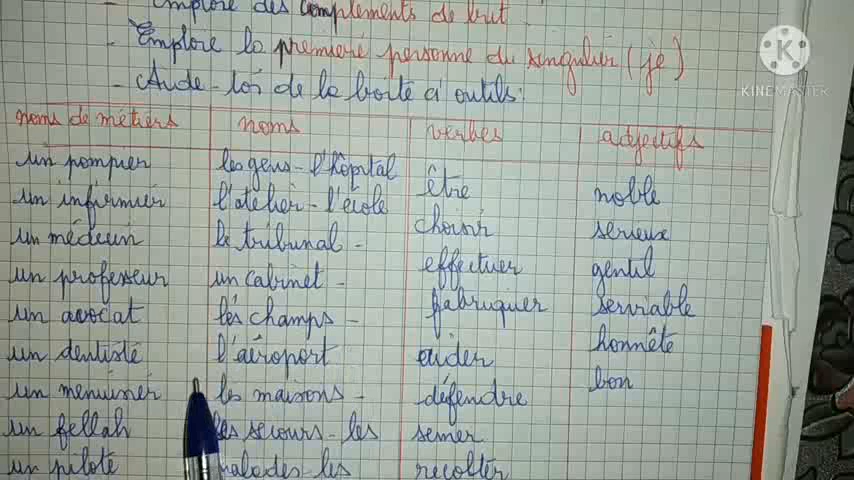 - Emploie des compléments de but.
- Emploie la première personne du singulier (je)
- Aide-toi de la boite à outils:
noms de métiers noms verbes adjectifs
un pompier les gens - l'hôpital être noble
un infirmier l'atelier - l'école choisir serieux
un médecin le tribunal - effectuer gentil
un professeur un cabinet - fabriquer serviable
un avocat les champs - aider honnête
un dentiste l'aéroport défendre bon
un menuisier les maisons - semer
un fellah les secours - les recolter
un pilote malades - les
KINEMASTER